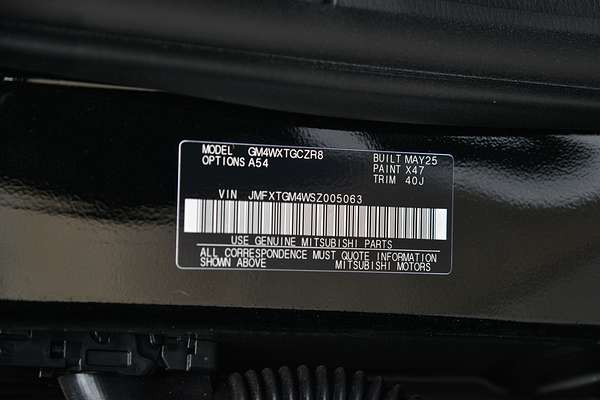 MODEL GM4WXTGCZR8 BUILT MAY25
OPTIONS A54 PAINT X47
TRIM 40J
VIN JMFXTGM4WSZ005063
USE GENUINE MITSUBISHI PARTS
ALL CORRESPONDENCE MUST QUOTE INFORMATION
SHOWN ABOVE MITSUBISHI MOTORS